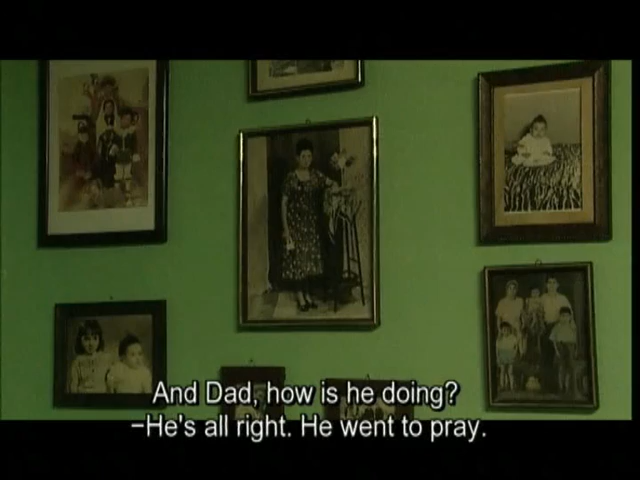 And Dad, how is he doing?
–He's all right. He went to pray.